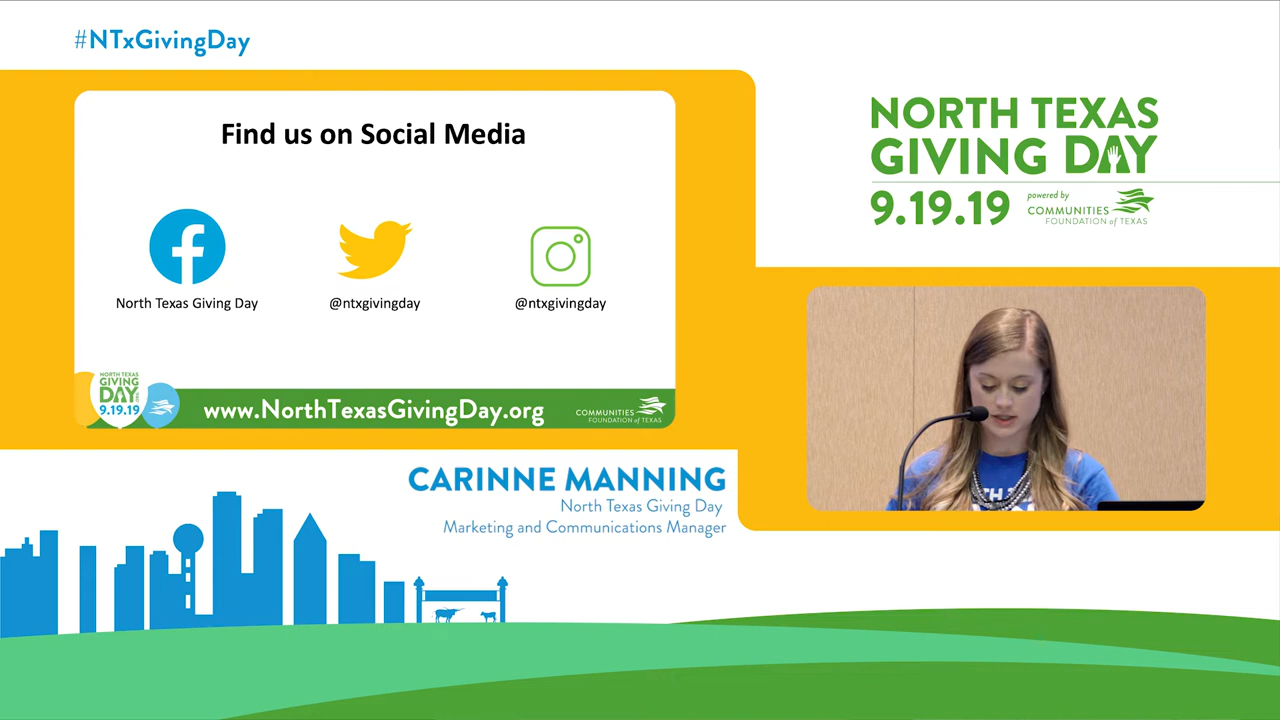 #NTxGivingDay
Find us on Social Media
North Texas Giving Day
@ntxgivingday
@ntxgivingday
NORTH TEXAS
GIVING
DAY
9.19.19
www.NorthTexasGivingDay.org
COMMUNITIES
FOUNDATION of TEXAS
NORTH TEXAS
GIVING DAY
9.19.19
powered by
COMMUNITIES
FOUNDATION of TEXAS
CARINNE MANNING
North Texas Giving Day
Marketing and Communications Manager